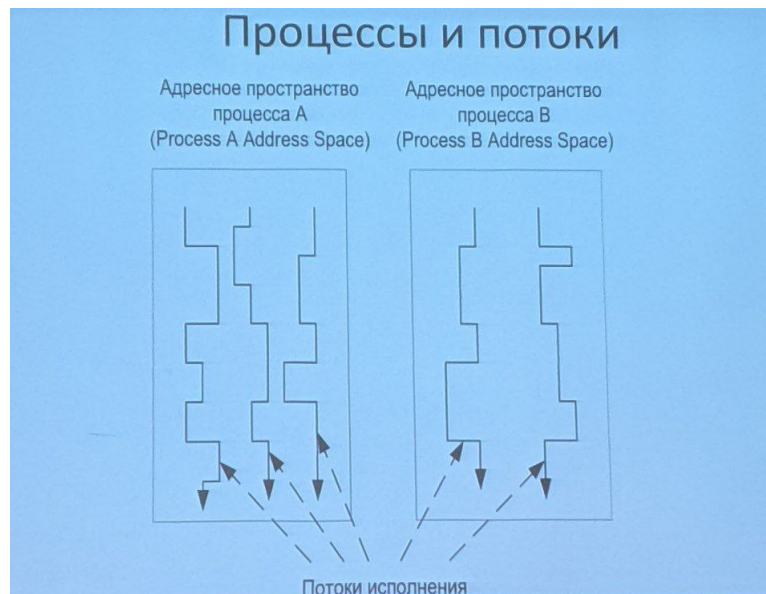 Процессы и потоки
Адресное пространство
процесса A
(Process A Address Space)
Адресное пространство
процесса B
(Process B Address Space)
Потоки исполнения